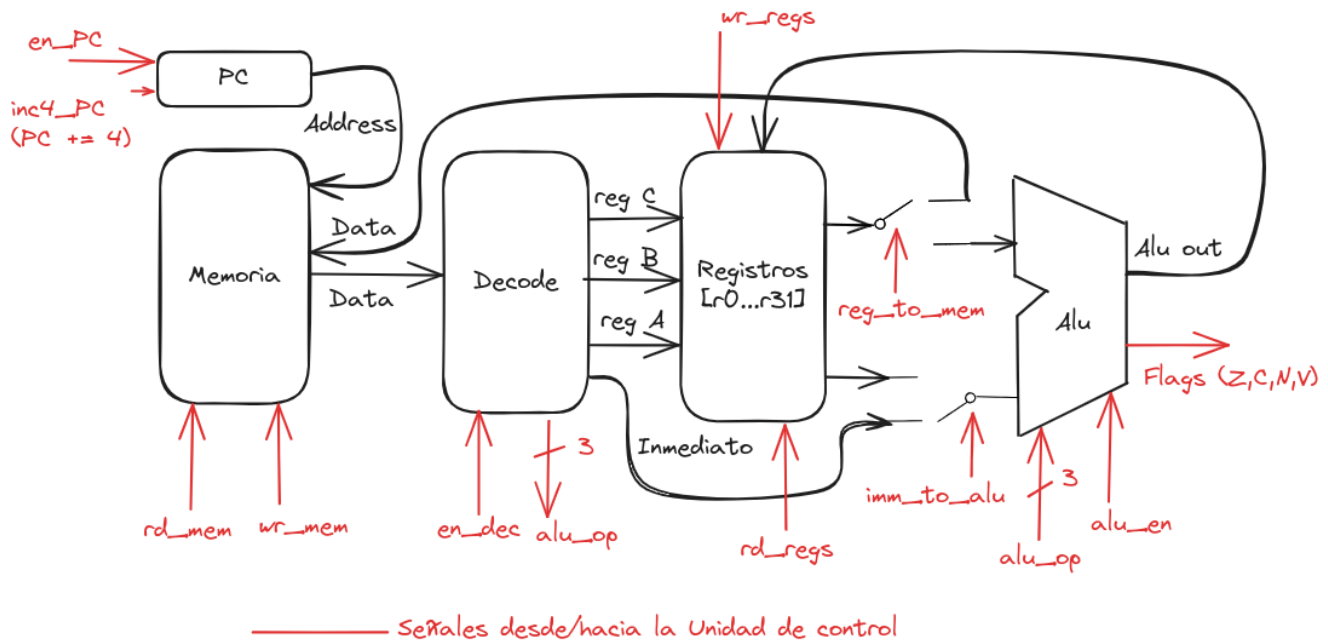 wr_regs
en_PC
PC
inc4_PC
(PC += 4)
Address
reg C
Data
Memoria
Data
Decode
reg B
reg A
Registros
[r0...r31]
reg_to_mem
Alu out
Alu
Flags (Z,C,N,V)
Inmediato
3
imm_to_alu
3
rd_mem
wr_mem
en_dec
alu_op
rd_regs
alu_op
alu_en
Señales desde/hacia la Unidad de control